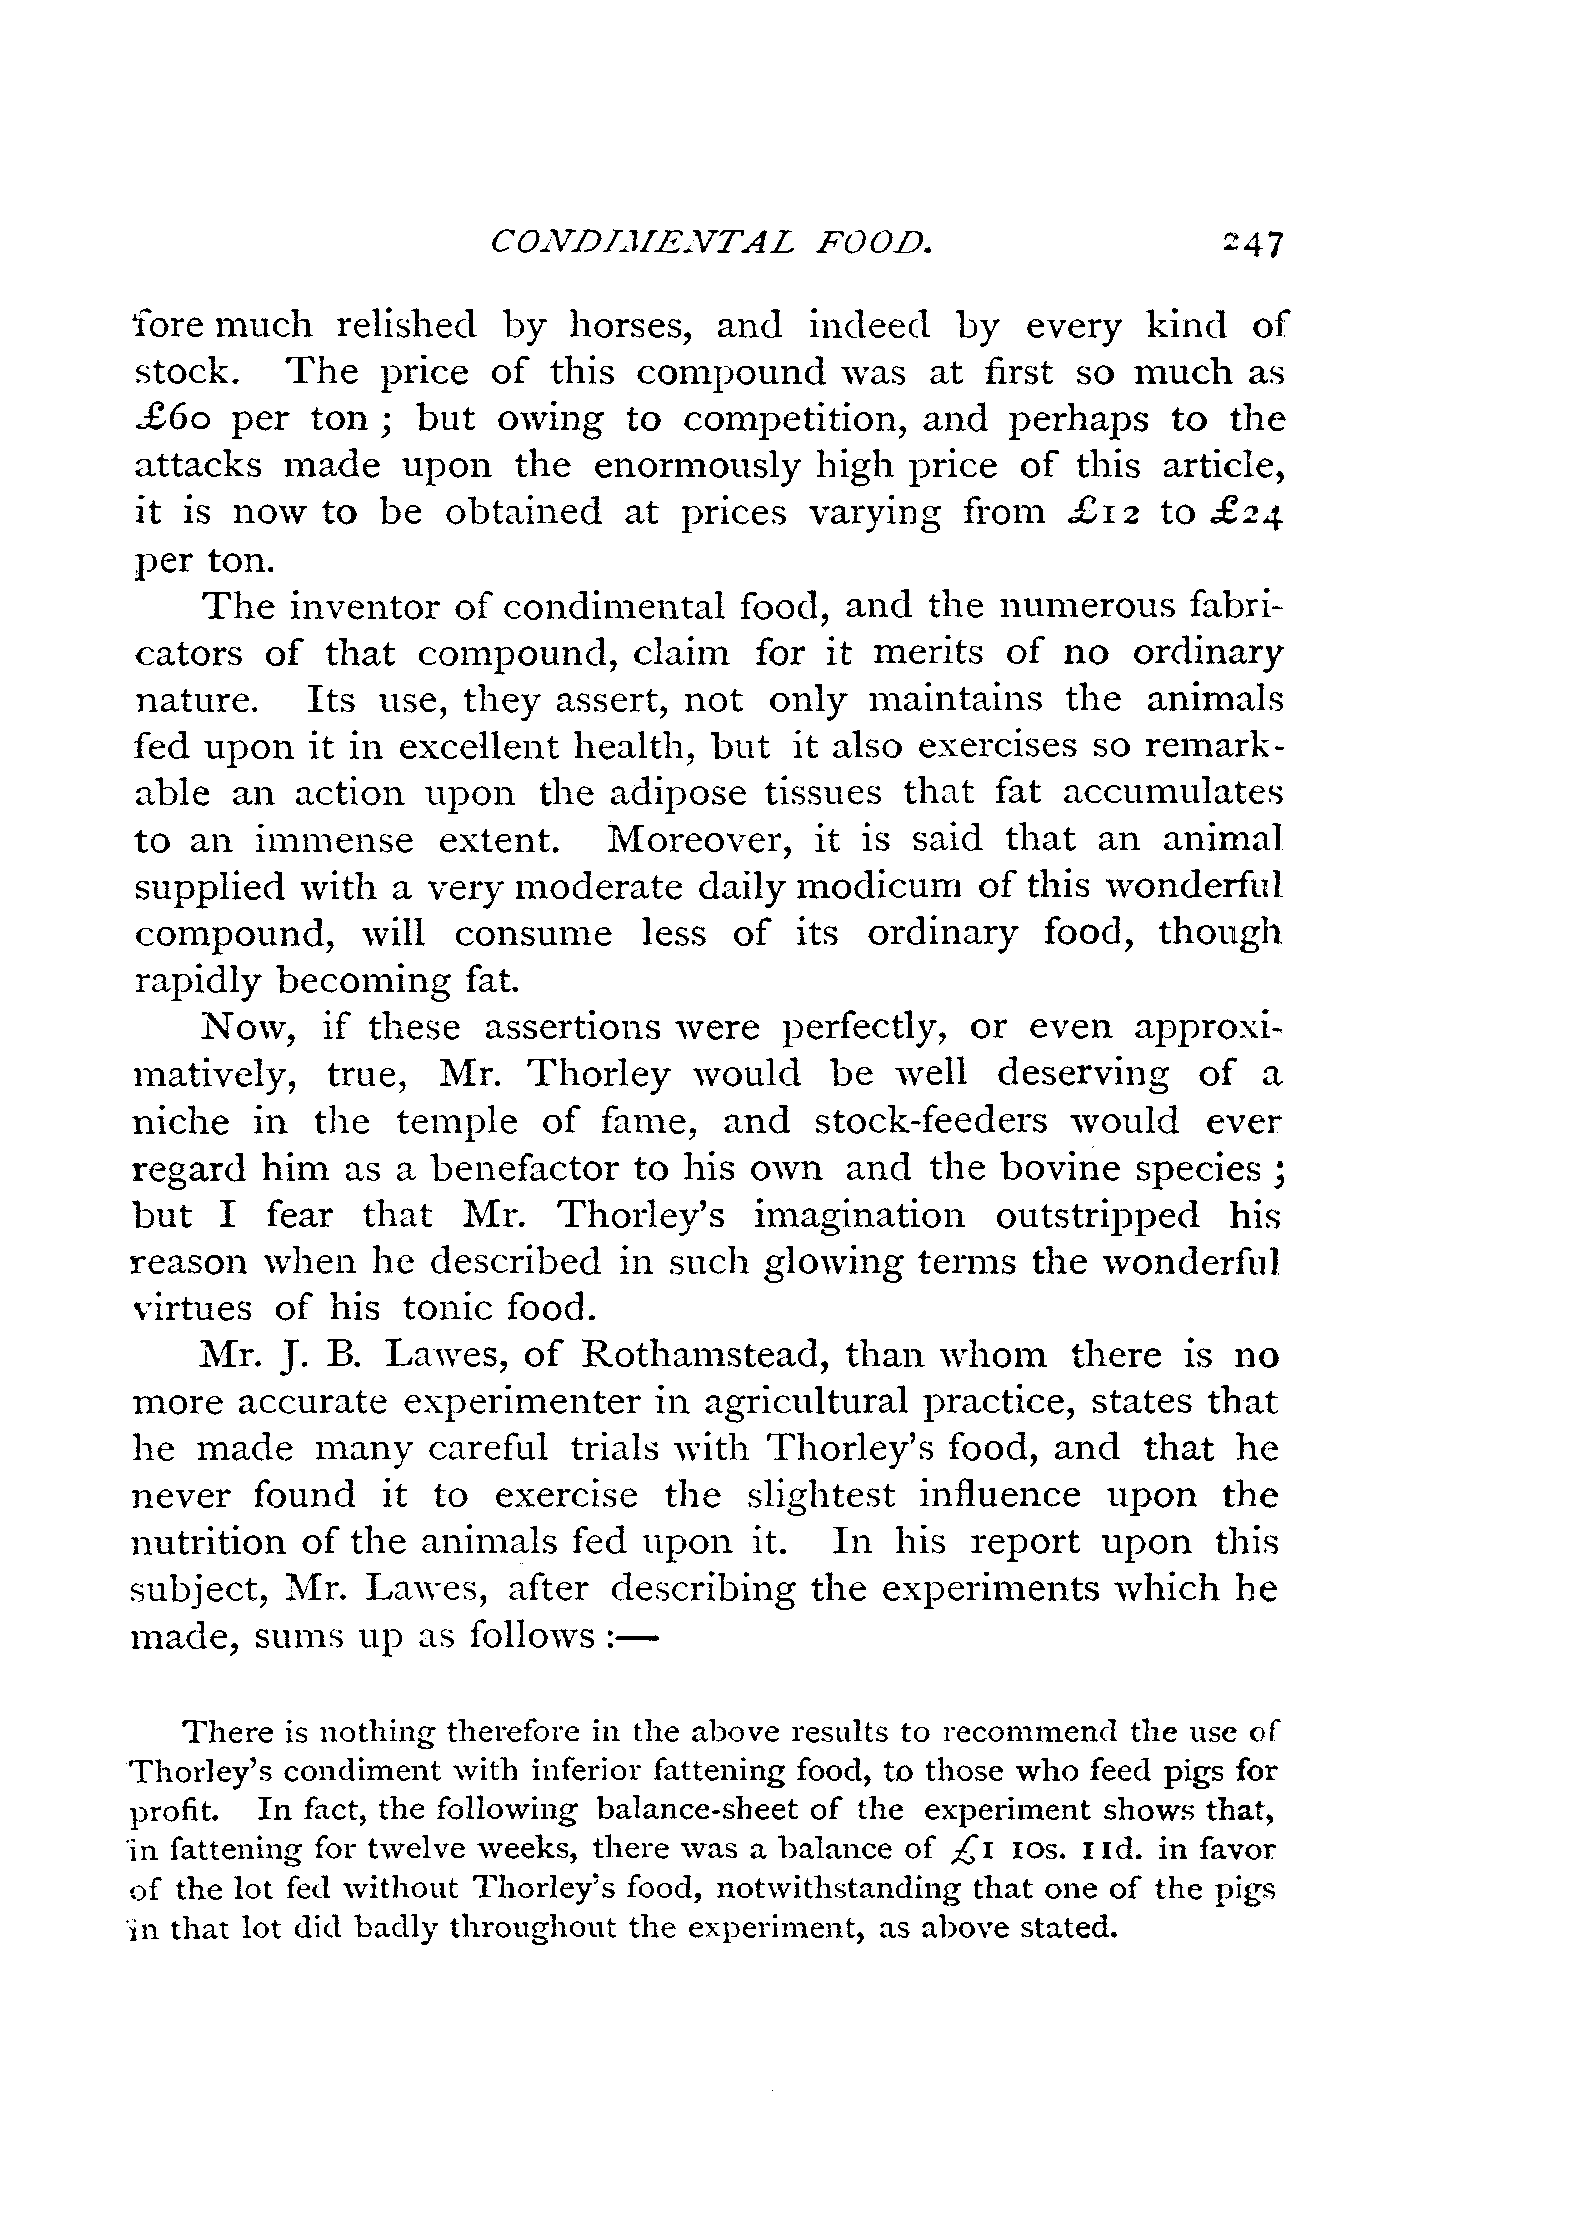 CONDIMENTAL FOOD. 247
fore much relished by horses, and indeed by every kind of
stock. The price of this compound was at first so much as
£60 per ton ; but owing to competition, and perhaps to the
attacks made upon the enormously high price of this article,
it is now to be obtained at prices varying from £12 to £24
per ton.
The inventor of condimental food, and the numerous fabri-
cators of that compound, claim for it merits of no ordinary
nature. Its use, they assert, not only maintains the animals
fed upon it in excellent health, but it also exercises so remark-
able an action upon the adipose tissues that fat accumulates
to an immense extent. Moreover, it is said that an animal
supplied with a very moderate daily modicum of this wonderful
compound, will consume less of its ordinary food, though
rapidly becoming fat.
Now, if these assertions were perfectly, or even approxi-
matively, true, Mr. Thorley would be well deserving of a
niche in the temple of fame, and stock-feeders would ever
regard him as a benefactor to his own and the bovine species ;
but I fear that Mr. Thorley's imagination outstripped his
reason when he described in such glowing terms the wonderful
virtues of his tonic food.
Mr. J. B. Lawes, of Rothamstead, than whom there is no
more accurate experimenter in agricultural practice, states that
he made many careful trials with Thorley's food, and that he
never found it to exercise the slightest influence upon the
nutrition of the animals fed upon it. In his report upon this
subject, Mr. Lawes, after describing the experiments which he
made, sums up as follows :—
There is nothing therefore in the above results to recommend the use of
Thorley's condiment with inferior fattening food, to those who feed pigs for
profit. In fact, the following balance-sheet of the experiment shows that,
in fattening for twelve weeks, there was a balance of £1 10s. 11d. in favor
of the lot fed without Thorley's food, notwithstanding that one of the pigs
in that lot did badly throughout the experiment, as above stated.